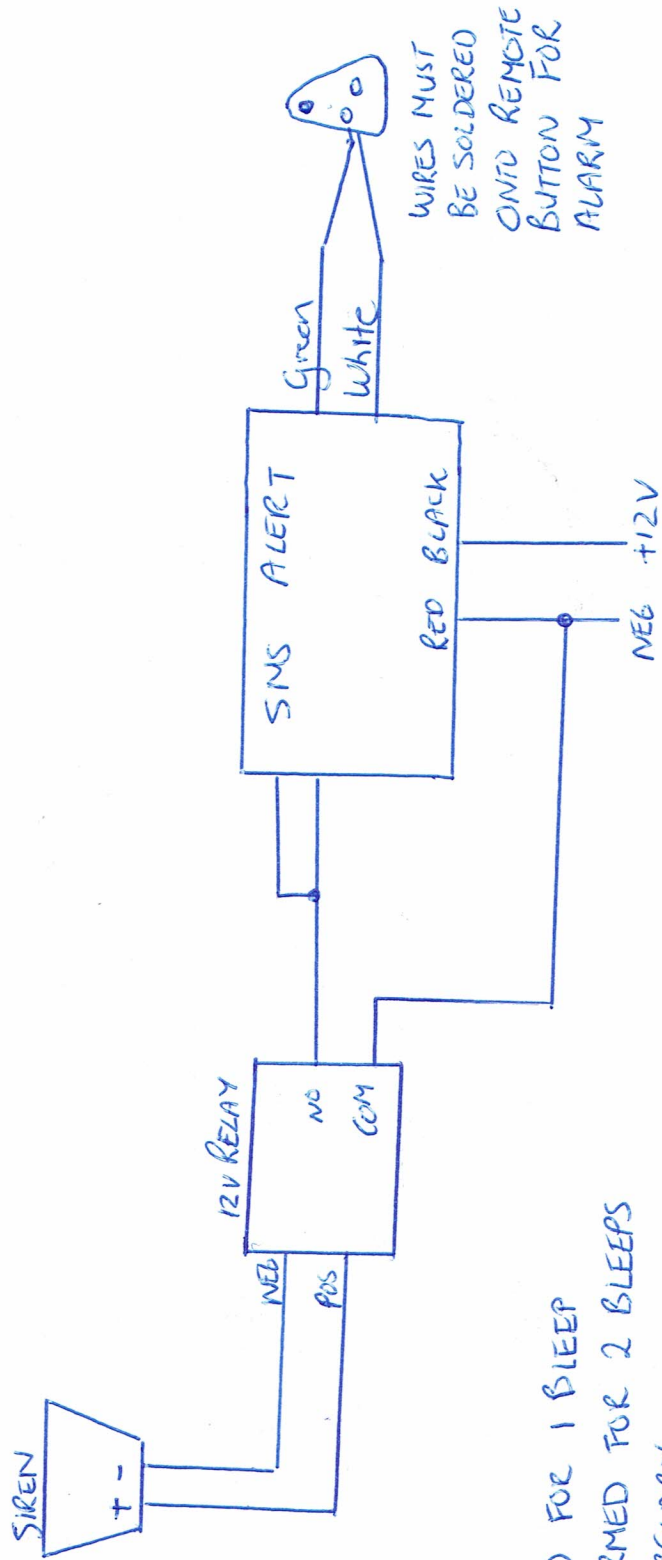 SIREN
+ -
12V RELAY
NEG
POS
NO
COM
SMS ALERT
RED BLACK
NEG +12V
Green
White
WIRES MUST
BE SOLDERED
ONTO REMOTE
BUTTON FOR
ALARM
FOR 1 BLEEP
FOR 2 BLEEPS